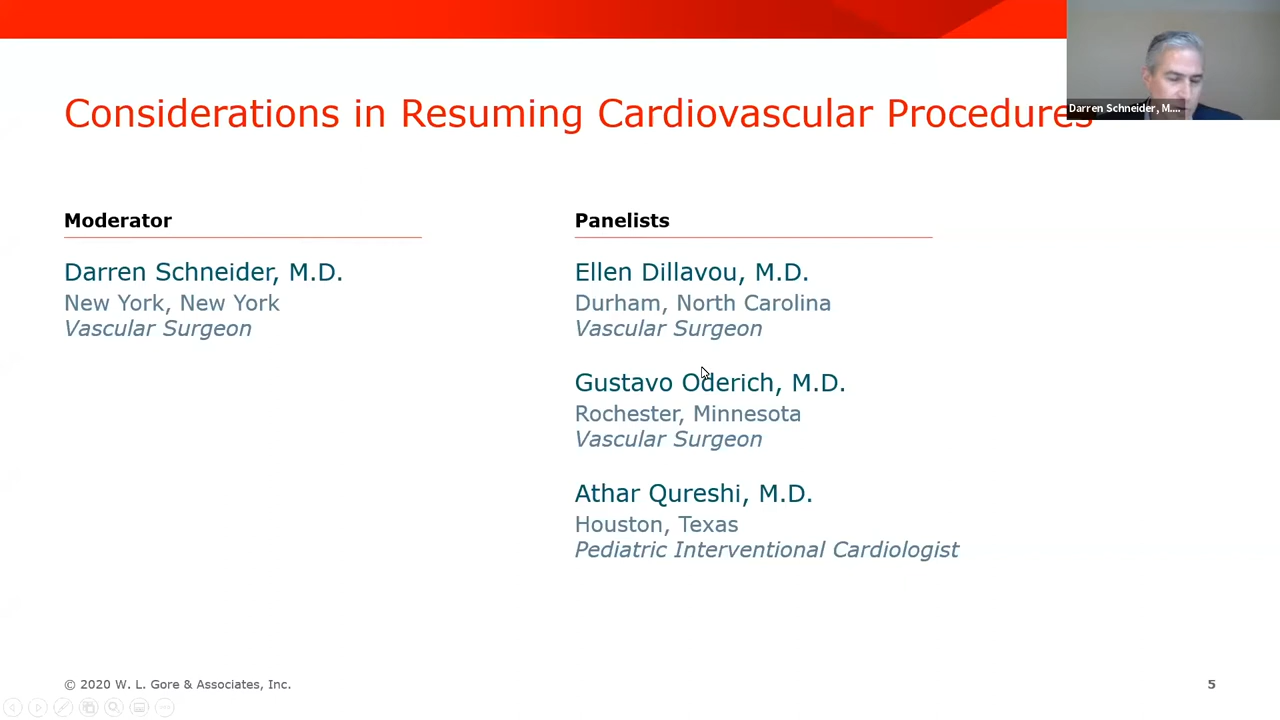 Darren Schneider, M....
Considerations in Resuming Cardiovascular Procedures
Moderator
Darren Schneider, M.D.
New York, New York
Vascular Surgeon
Panelists
Ellen Dillavou, M.D.
Durham, North Carolina
Vascular Surgeon
Gustavo Oderich, M.D.
Rochester, Minnesota
Vascular Surgeon
Athar Qureshi, M.D.
Houston, Texas
Pediatric Interventional Cardiologist
© 2020 W. L. Gore & Associates, Inc.
5